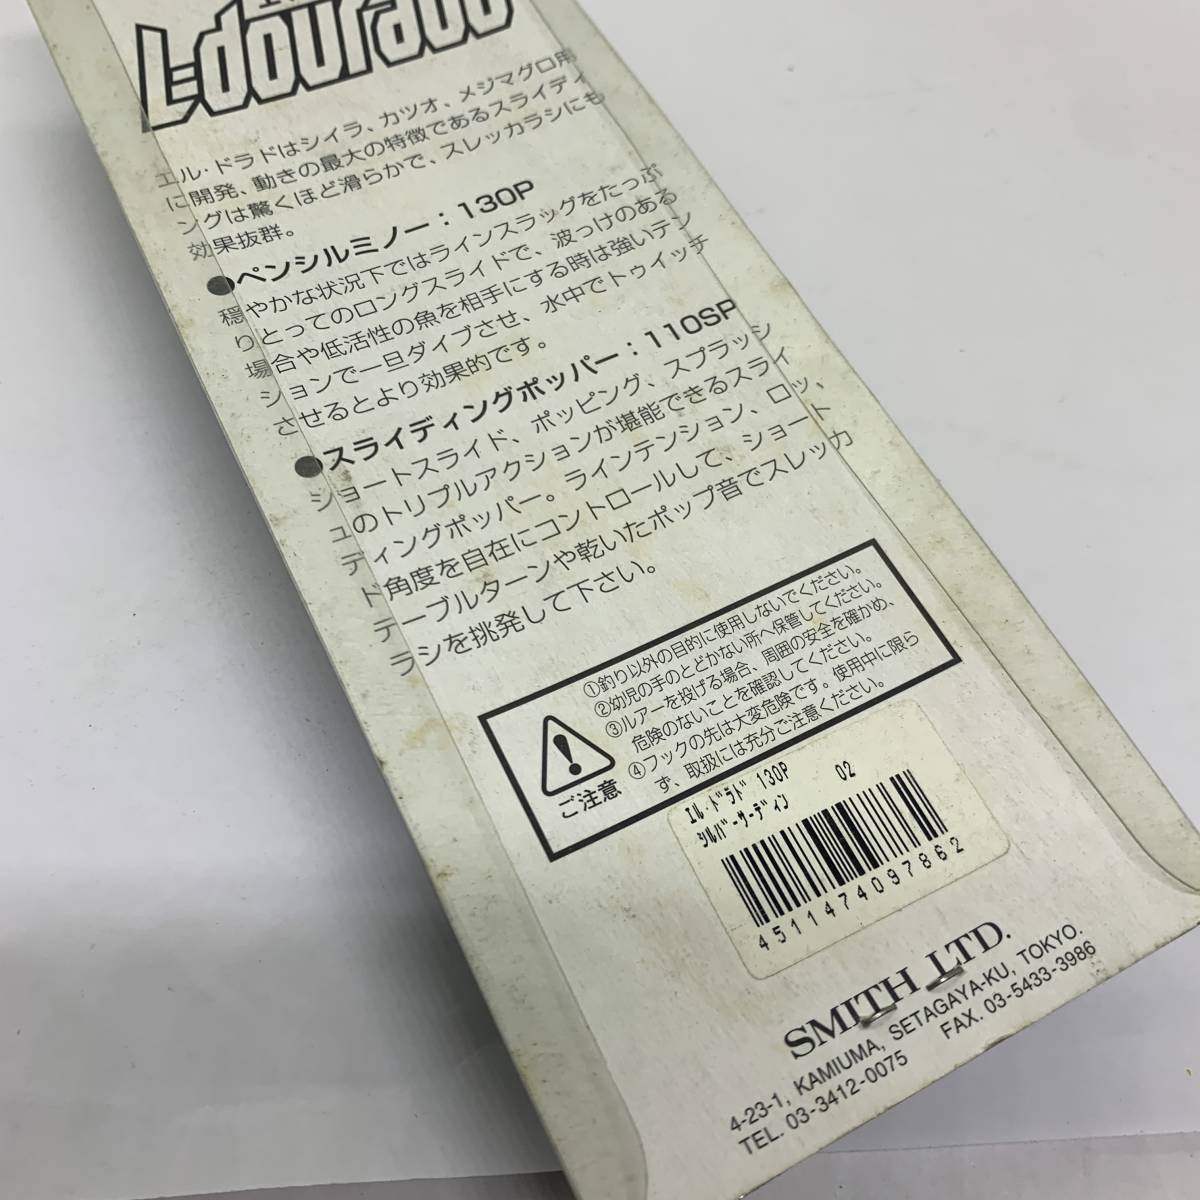 L-dourado
エル・ドラドはシイラ、カツオ、メジマグロ用
に開発、動きの最大の特徴であるスライディ
ングは驚くほど滑らかで、スレッカラシにも
効果抜群。
●ペンシルミノー：130P
穏やかな状況下ではラインスラッグをたっぷ
りとってのロングスライドで、波っけのある
場合や低活性の魚を相手にする時は強いテン
ションで一旦ダイブさせ、水中でトゥイッチ
させるとより効果的です。
●スライディングポッパー：110SP
ショートスライド、ポッピング、スプラッシ
ュのトリプルアクションが堪能できるスライ
ディングポッパー。ラインテンション、ロッ
ド角度を自在にコントロールして、ショート
テーブルターンや乾いたポップ音でスレッカ
ラシを挑発して下さい。
ご注意
①釣り以外の目的に使用しないでください。
②幼児の手のとどかない所へ保管してください。
③ルアーを投げる場合、周囲の安全を確かめ、
危険のないことを確認してください。
④フックの先は大変危険です。使用中に限ら
ず、取扱には充分ご注意ください。
ｴﾙ･ﾄﾞﾗﾄﾞ 130P 02
ｼﾙﾊﾞｰｻｰﾃﾞｨﾝ
4511474097862
SMITH LTD.
4-23-1, KAMIUMA, SETAGAYA-KU, TOKYO.
TEL. 03-3412-0075 FAX. 03-5433-3986